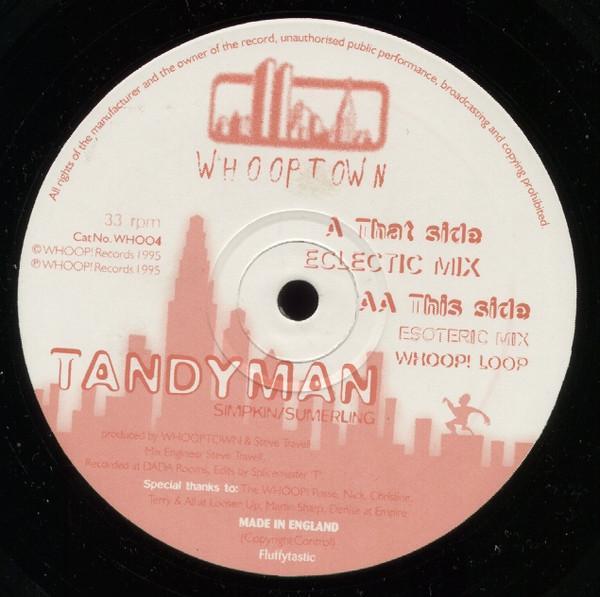 All rights of the manufacturer and the owner of the record, unauthorised public performance, broadcasting and copying prohibited.
WHOOPTOWN
33 rpm
Cat No. WHOO4
© WHOOP! Records 1995
℗ WHOOP! Records 1995
A That side
ECLECTIC MIX
AA This side
ESOTERIC MIX
WHOOP! LOOP
TANDYMAN
SIMPKIN/SUMERLING
produced by WHOOPTOWN & Steve Travell
Mix Engineer Steve Travell,
Recorded at DADA Rooms, Edits by Splicemaster 'T'
Special thanks to: The WHOOP! Posse, Nick, Christine,
Terry & All at Loosen Up, Martin Sharp, Denise at Empire
MADE IN ENGLAND
(Copyright Control)
Fluffytastic